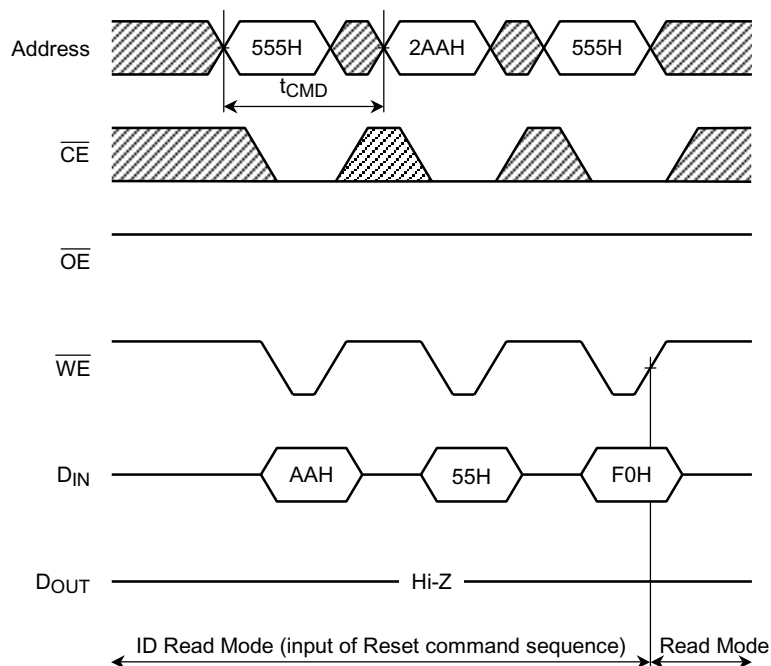 Address 555H 2AAH 555H
tCMD
CE
OE
WE
DIN AAH 55H F0H
DOUT Hi-Z
ID Read Mode (input of Reset command sequence) Read Mode